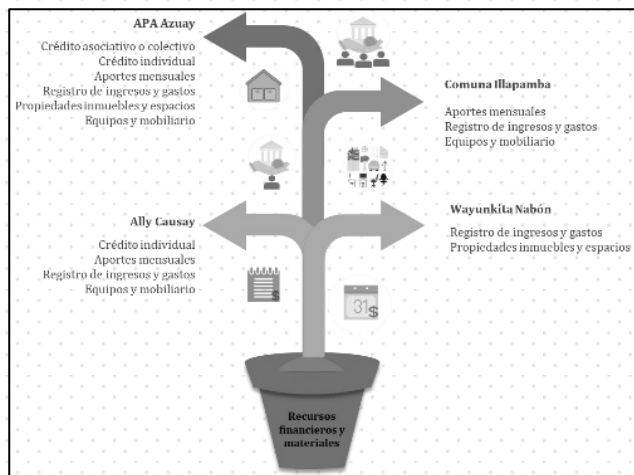 APA Azuay
Crédito asociativo o colectivo
Crédito individual
Aportes mensuales
Registro de ingresos y gastos
Propiedades inmuebles y espacios
Equipos y mobiliario
Comuna Illapamba
Aportes mensuales
Registro de ingresos y gastos
Equipos y mobiliario
Ally Causay
Crédito individual
Aportes mensuales
Registro de ingresos y gastos
Equipos y mobiliario
Wayunkita Nabón
Registro de ingresos y gastos
Propiedades inmuebles y espacios
$
31$
Recursos
financieros y
materiales